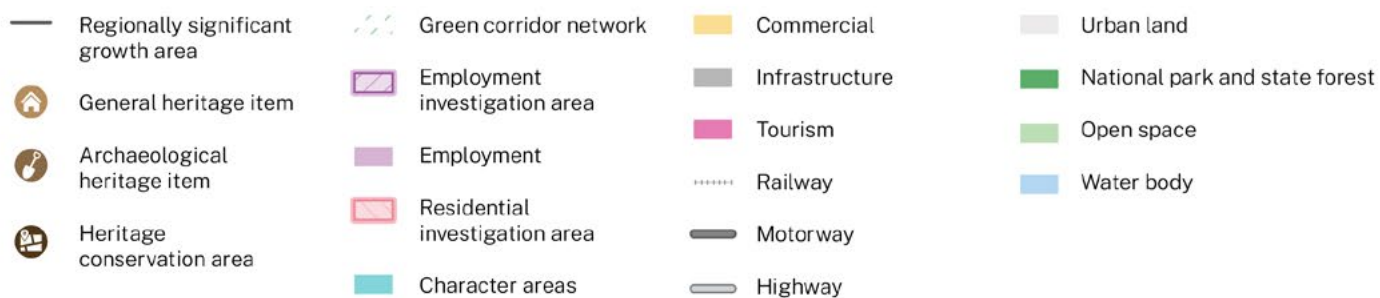 Regionally significant
growth area
General heritage item
Archaeological
heritage item
Heritage
conservation area
Green corridor network
Employment
investigation area
Employment
Residential
investigation area
Character areas
Commercial
Infrastructure
Tourism
Railway
Motorway
Highway
Urban land
National park and state forest
Open space
Water body